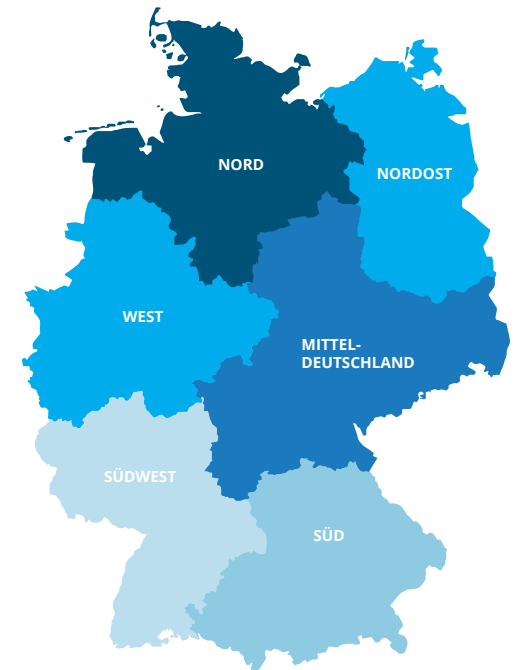 NORD
NORDOST
WEST
MITTEL-
DEUTSCHLAND
SÜDWEST
SÜD